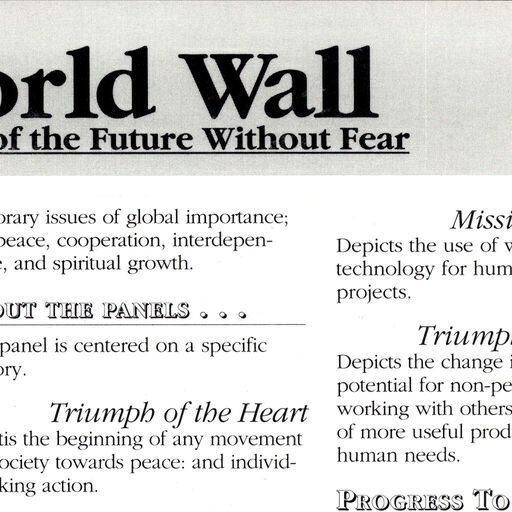 orld Wall
of the Future Without Fear
orary issues of global importance;
peace, cooperation, interdepen-
e, and spiritual growth.
OUT THE PANELS . . .
panel is centered on a specific
ory.
Triumph of the Heart
tis the beginning of any movement
ociety towards peace: and individ-
king action.
Missi
Depicts the use of w
technology for hum
projects.
Triumph
Depicts the change i
potential for non-pe
working with others
of more useful prod
human needs.
PROGRESS TO